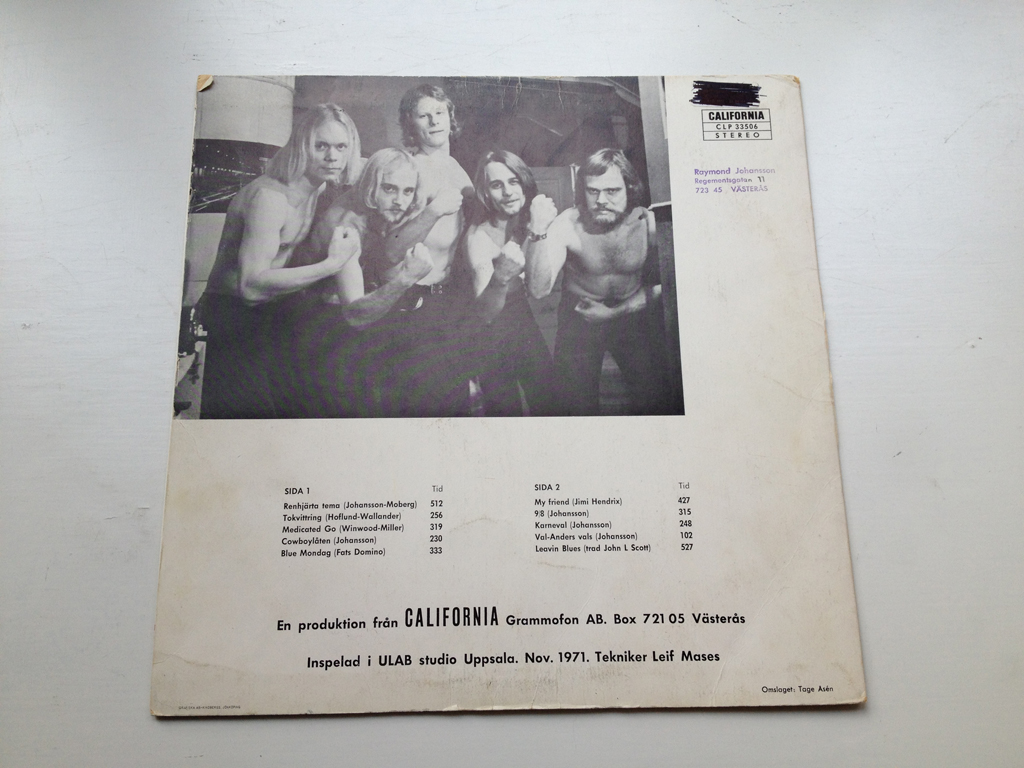 CALIFORNIA
CLP 33506
STEREO
Raymond Johansson
Regementsgatan 11
723 45 VÄSTERÅS
SIDA 1 Tid
Renhjärta tema (Johansson-Moberg) 512
Tokvittring (Hoflund-Wallander) 256
Medicated Go (Winwood-Miller) 319
Cowboylåten (Johansson) 230
Blue Mondag (Fats Domino) 333
SIDA 2 Tid
My friend (Jimi Hendrix) 427
9/8 (Johansson) 315
Karneval (Johansson) 248
Val-Anders vals (Johansson) 102
Leavin Blues (trad John L Scott) 527
En produktion från CALIFORNIA Grammofon AB. Box 721 05 Västerås
Inspelad i ULAB studio Uppsala. Nov. 1971. Tekniker Leif Mases
Omslaget: Tage Asén